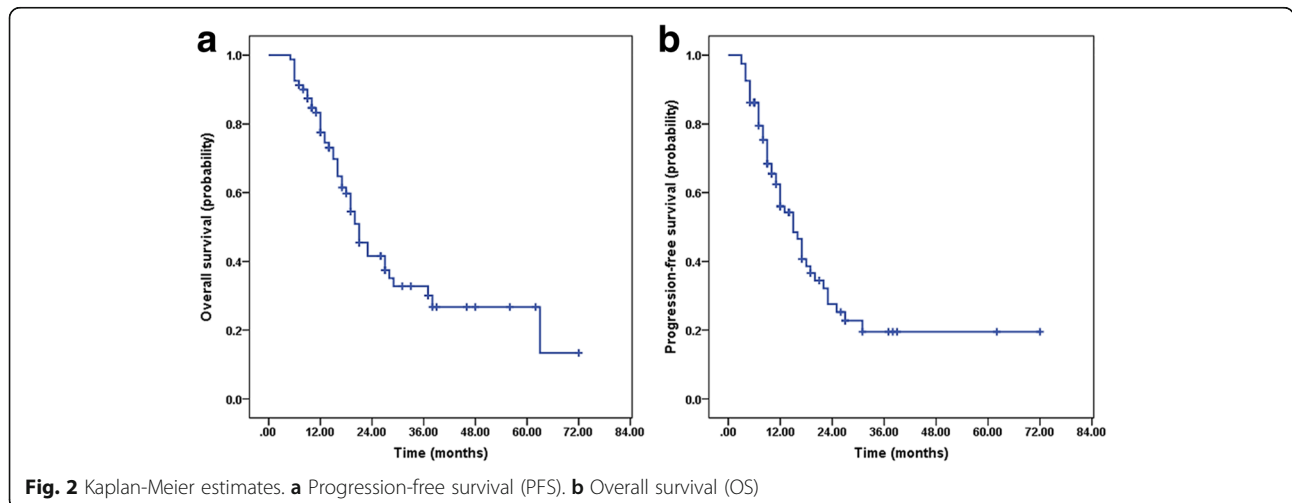 a
b
Overall survival (probability)
1.0
0.8
0.6
0.4
0.2
0.0
.00 12.00 24.00 36.00 48.00 60.00 72.00 84.00
Time (months)
Progression-free survival (probability)
1.0
0.8
0.6
0.4
0.2
0.0
.00 12.00 24.00 36.00 48.00 60.00 72.00 84.00
Time (months)
Fig. 2 Kaplan-Meier estimates. a Progression-free survival (PFS). b Overall survival (OS)